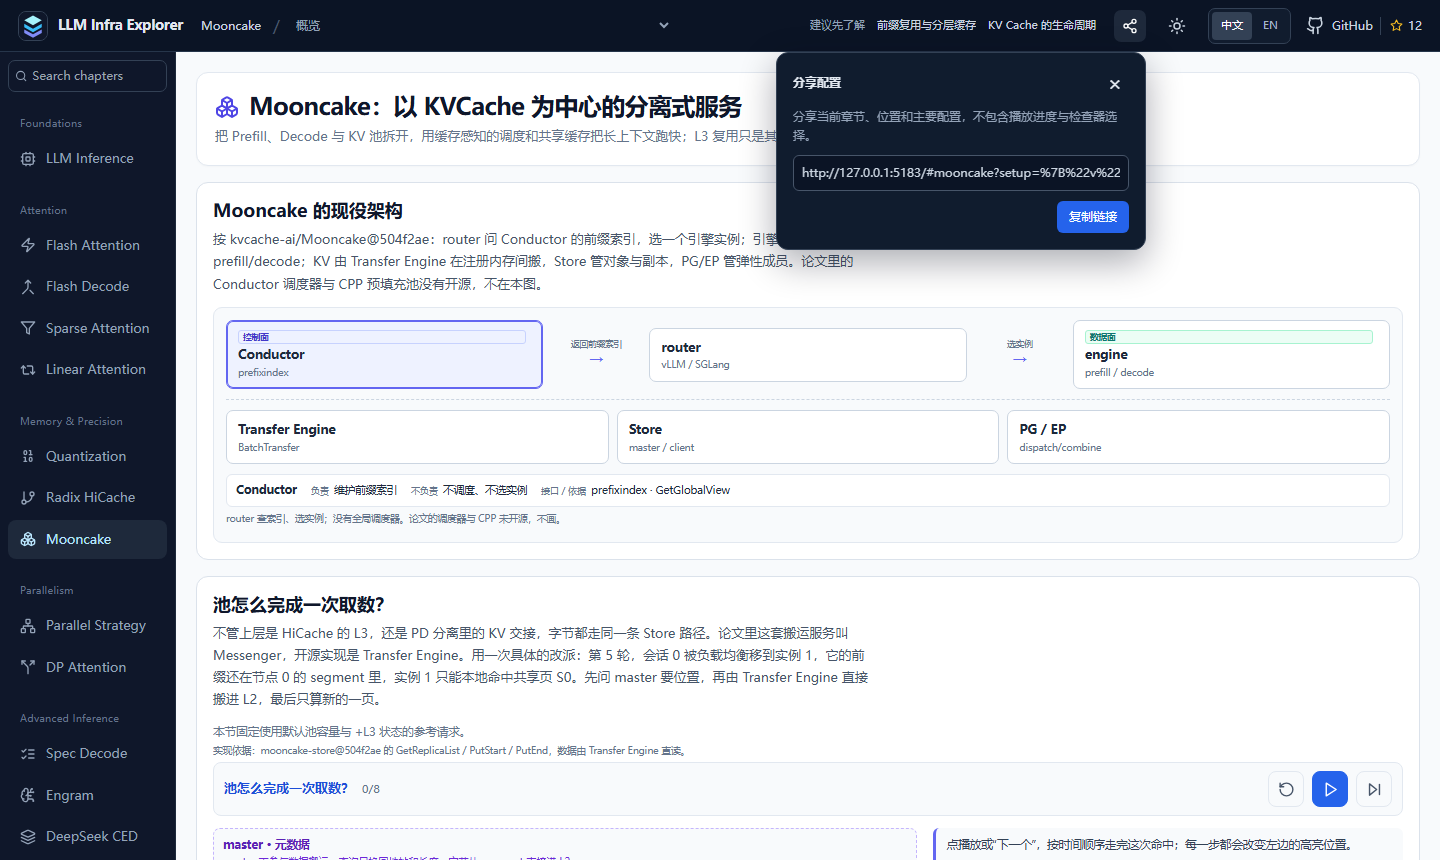 LLM Infra Explorer
Mooncake / 概览
建议先了解 前缀复用与分层缓存 KV Cache 的生命周期
中文 EN
GitHub
12
Search chapters
Foundations
LLM Inference
Attention
Flash Attention
Flash Decode
Sparse Attention
Linear Attention
Memory & Precision
Quantization
Radix HiCache
Mooncake
Parallelism
Parallel Strategy
DP Attention
Advanced Inference
Spec Decode
Engram
DeepSeek CED
分享配置
分享当前章节、位置和主要配置，不包含播放进度与检查器选
择。
http://127.0.0.1:5183/#mooncake?setup=%7B%22v%22
复制链接
Mooncake：以 KVCache 为中心的分离式服务
把 Prefill、Decode 与 KV 池拆开，用缓存感知的调度和共享缓存把长上下文跑快；L3 复用只是其
Mooncake 的现役架构
按 kvcache-ai/Mooncake@504f2ae：router 问 Conductor 的前缀索引，选一个引擎实例；引擎
prefill/decode；KV 由 Transfer Engine 在注册内存间搬，Store 管对象与副本，PG/EP 管弹性成员。论文里的
Conductor 调度器与 CPP 预填充池没有开源，不在本图。
控制面
Conductor
prefixindex
返回前缀索引
→
router
vLLM / SGLang
选实例
→
数据面
engine
prefill / decode
Transfer Engine
BatchTransfer
Store
master / client
PG / EP
dispatch/combine
Conductor 负责 维护前缀索引 不负责 不调度、不选实例 接口 / 依据 prefixindex · GetGlobalView
router 查索引、选实例；没有全局调度器。论文的调度器与 CPP 未开源，不画。
池怎么完成一次取数？
不管上层是 HiCache 的 L3，还是 PD 分离里的 KV 交接，字节都走同一条 Store 路径。论文里这套搬运服务叫
Messenger，开源实现是 Transfer Engine。用一次具体的改派：第 5 轮，会话 0 被负载均衡移到实例 1，它的前
缀还在节点 0 的 segment 里，实例 1 只能本地命中共享页 S0。先问 master 要位置，再由 Transfer Engine 直接
搬进 L2，最后只算新的一页。
本节固定使用默认池容量与 +L3 状态的参考请求。
实现依据：mooncake-store@504f2ae 的 GetReplicaList / PutStart / PutEnd，数据由 Transfer Engine 直读。
池怎么完成一次取数？ 0/8
master · 元数据
点播放或“下一个”，按时间顺序走完这次命中；每一步都会改变左边的高亮位置。